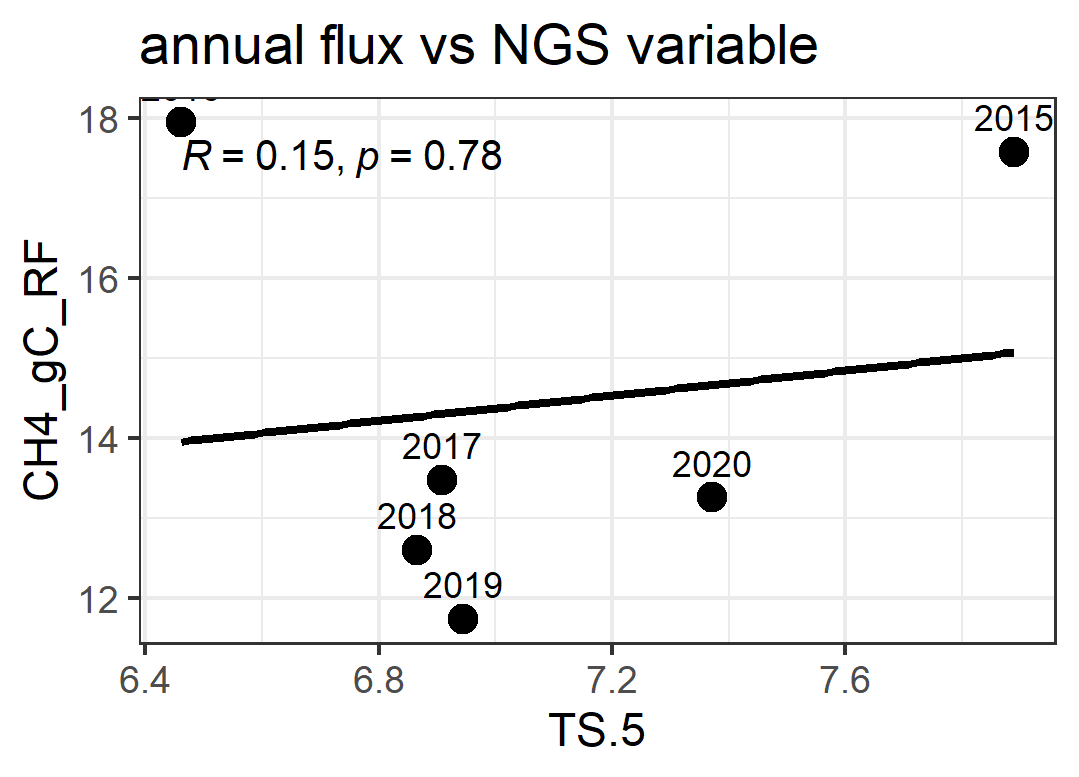 annual flux vs NGS variable
CH4_gC_RF
18
16
14
12
R = 0.15, p = 0.78
2015
2017
2020
2018
2019
6.4 6.8 7.2 7.6
TS.5